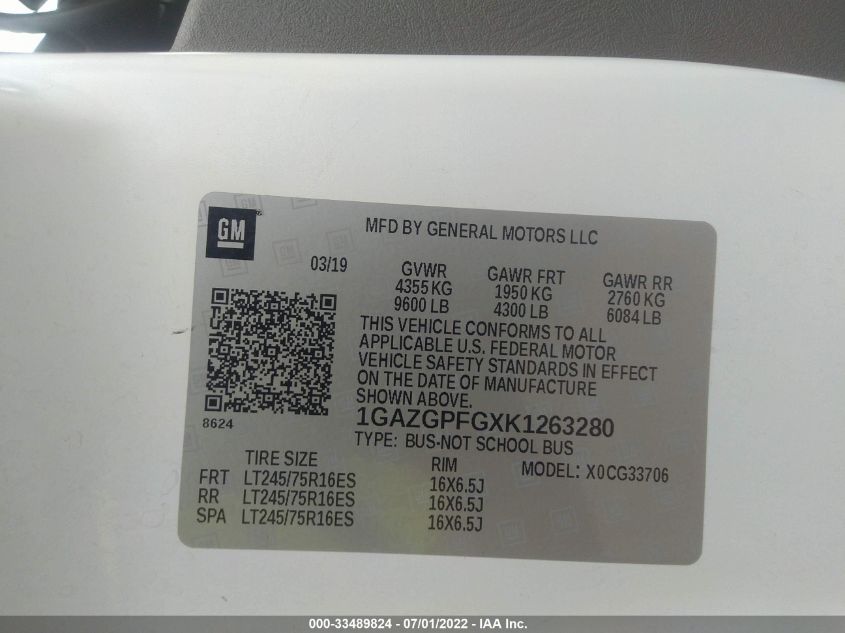 GM
MFD BY GENERAL MOTORS LLC
03/19
GVWR GAWR FRT GAWR RR
4355 KG 1950 KG 2760 KG
9600 LB 4300 LB 6084 LB
THIS VEHICLE CONFORMS TO ALL
APPLICABLE U.S. FEDERAL MOTOR
VEHICLE SAFETY STANDARDS IN EFFECT
ON THE DATE OF MANUFACTURE
SHOWN ABOVE.
8624
1GAZGPFGXK1263280
TYPE: BUS-NOT SCHOOL BUS
TIRE SIZE RIM MODEL: X0CG33706
FRT LT245/75R16ES 16X6.5J
RR LT245/75R16ES 16X6.5J
SPA LT245/75R16ES 16X6.5J
000-33489824 - 07/01/2022 - IAAI.COM